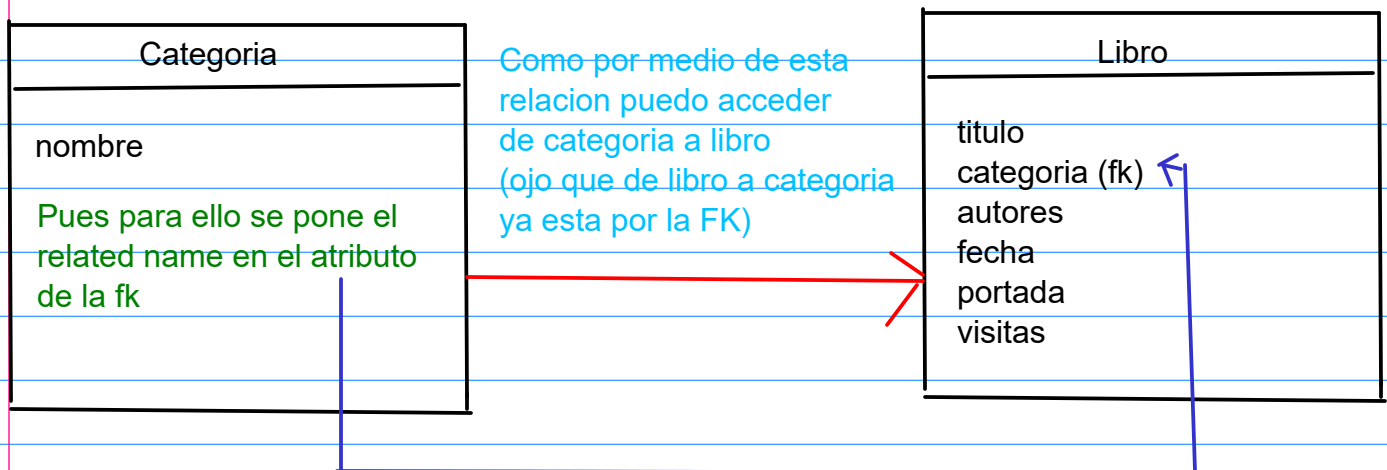 Categoria
nombre
Pues para ello se pone el
related name en el atributo
de la fk
Como por medio de esta
relacion puedo acceder
de categoria a libro
(ojo que de libro a categoria
ya esta por la FK)
Libro
titulo
categoria (fk)
autores
fecha
portada
visitas